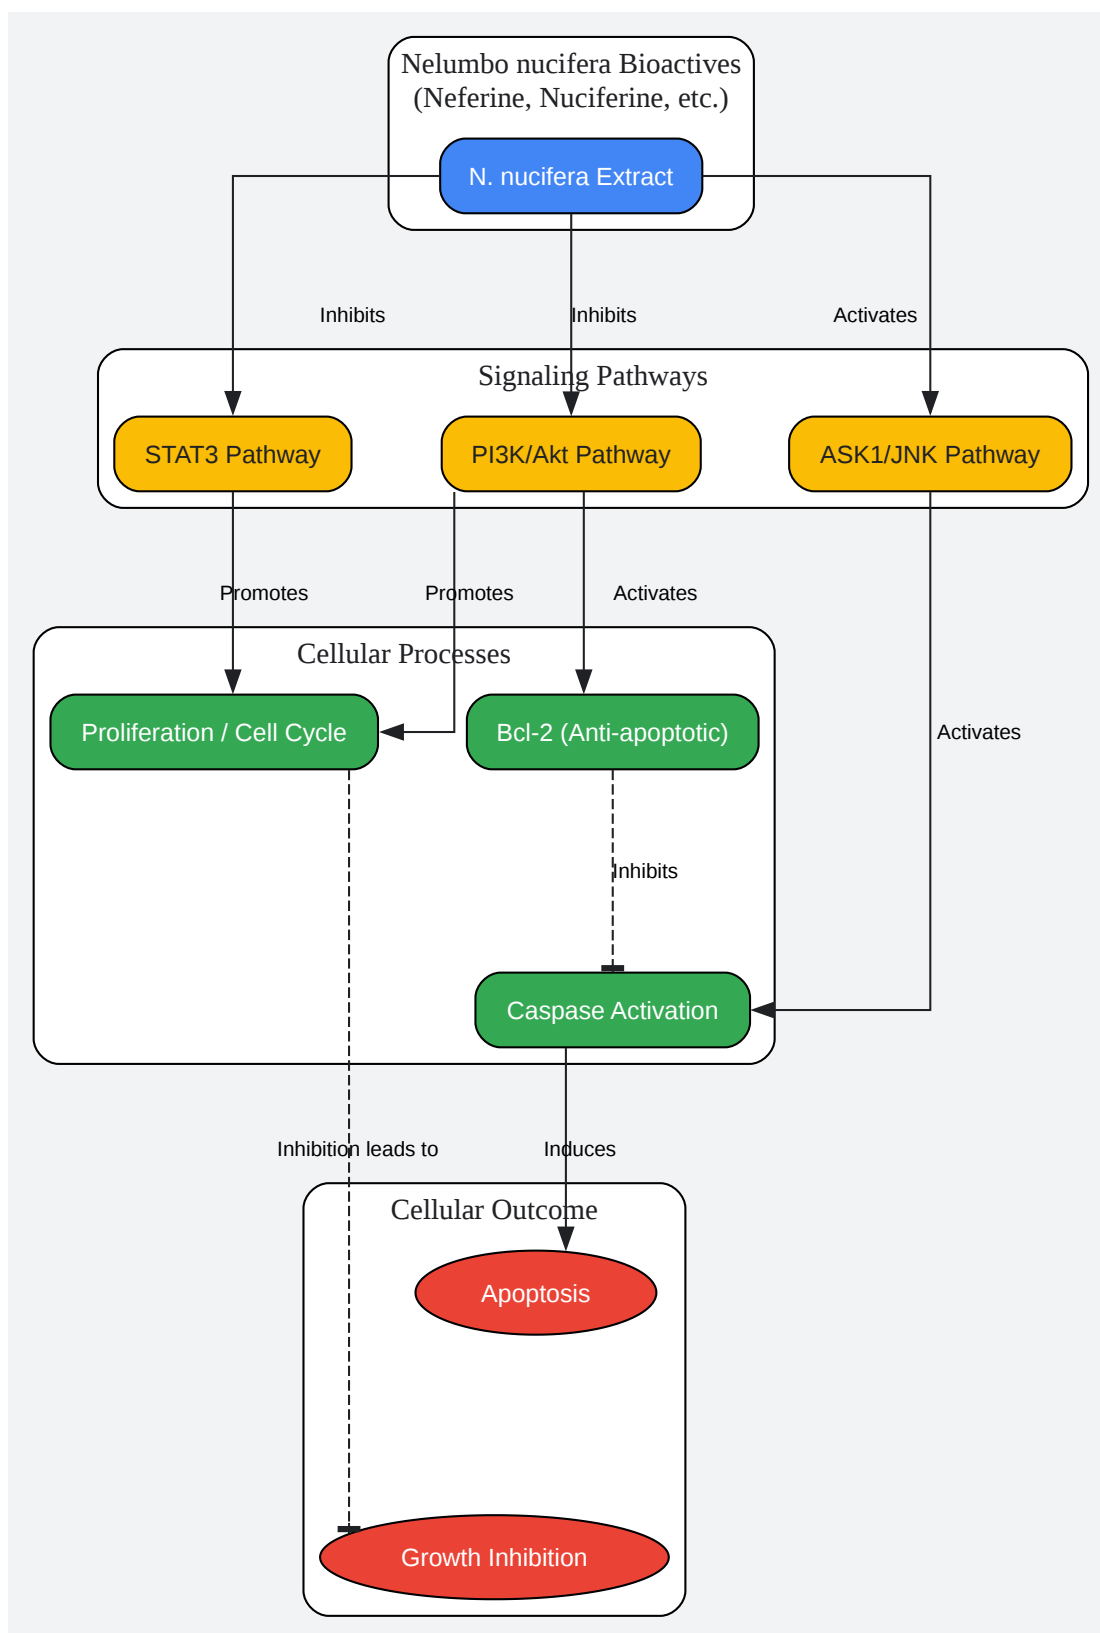 Nelumbo nucifera Bioactives
(Neferine, Nuciferine, etc.)
N. nucifera Extract
Inhibits
Inhibits
Activates
Signaling Pathways
STAT3 Pathway
PI3K/Akt Pathway
ASK1/JNK Pathway
Promotes
Promotes
Activates
Cellular Processes
Proliferation / Cell Cycle
Bcl-2 (Anti-apoptotic)
Activates
Inhibits
Caspase Activation
Inhibition leads to
Induces
Cellular Outcome
Apoptosis
Growth Inhibition